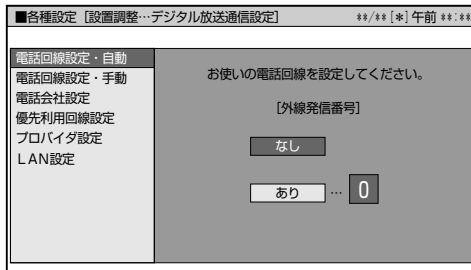 ■各種設定［設置調整…デジタル放送通信設定］ **/**[*]午前**:**
電話回線設定・自動
電話回線設定・手動
電話会社設定
優先利用回線設定
プロバイダ設定
ＬＡＮ設定
お使いの電話回線を設定してください。
［外線発信番号］
なし
あり … 0